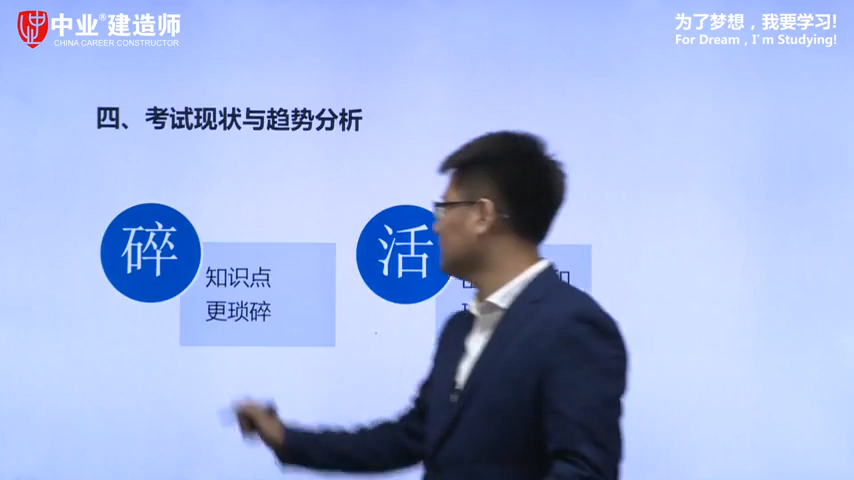 中业®建造师
CHINA CAREER CONSTRUCTOR
为了梦想，我要学习!
For Dream , I'm Studying!
四、考试现状与趋势分析
碎
知识点
更琐碎
活
和